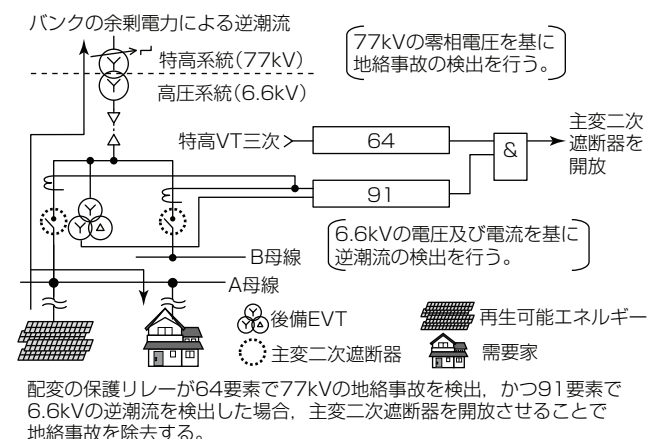 バンクの余剰電力による逆潮流
特高系統(77kV)
高圧系統(6.6kV)
77kVの零相電圧を基に
地絡事故の検出を行う。
特高VT三次
64
&
主変二次
遮断器を
開放
91
6.6kVの電圧及び電流を基に
逆潮流の検出を行う。
B母線
A母線
後備EVT
再生可能エネルギー
主変二次遮断器
需要家
配変の保護リレーが64要素で77kVの地絡事故を検出，かつ91要素で
6.6kVの逆潮流を検出した場合，主変二次遮断器を開放させることで
地絡事故を除去する。